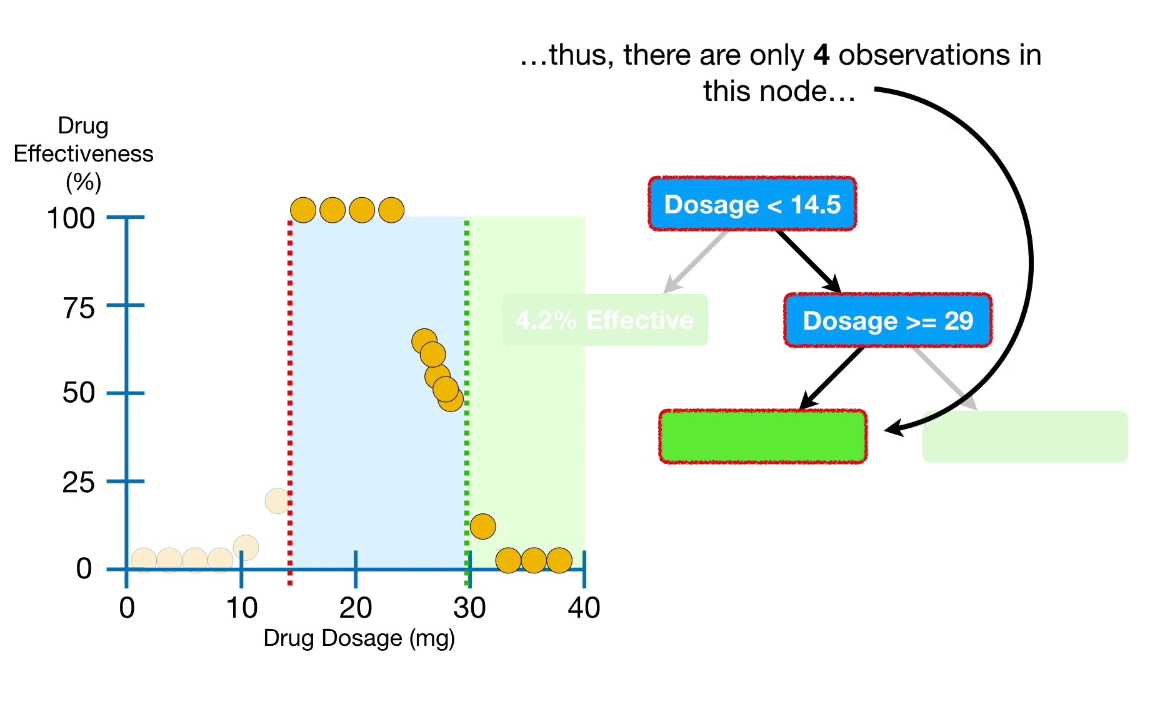 …thus, there are only 4 observations in
this node…
Drug
Effectiveness
(%)
100
75
50
25
0
0 10 20 30 40
Drug Dosage (mg)
Dosage < 14.5
4.2% Effective
Dosage >= 29